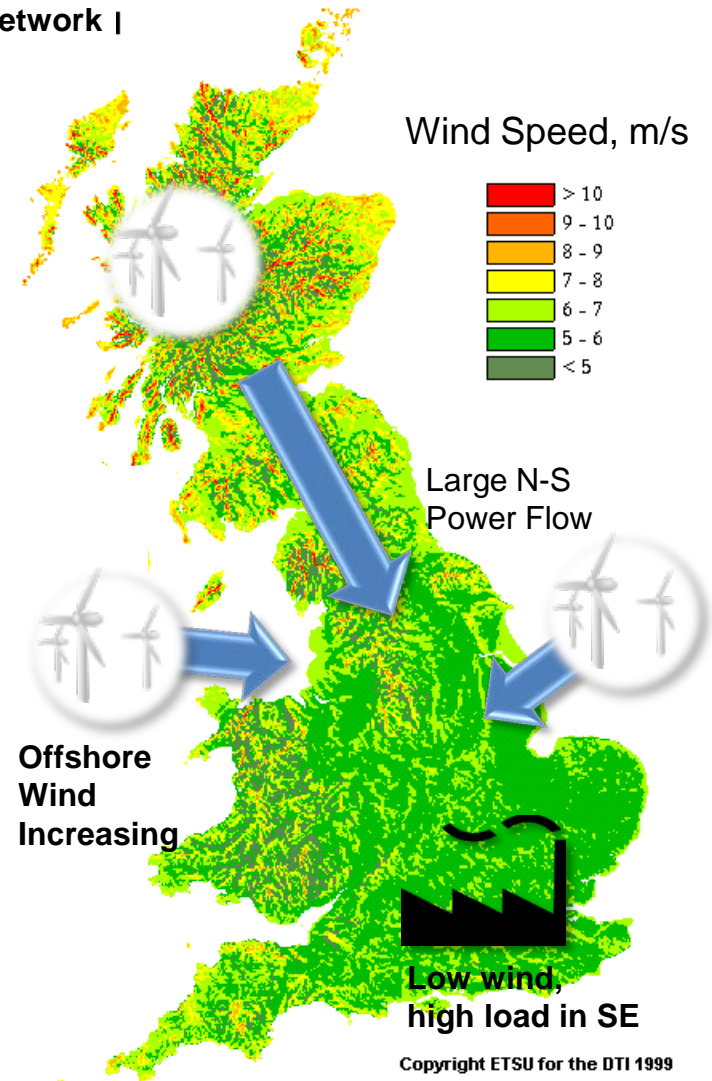 etwork
Wind Speed, m/s
> 10
9 - 10
8 - 9
7 - 8
6 - 7
5 - 6
< 5
Large N-S
Power Flow
Offshore
Wind
Increasing
Low wind,
high load in SE
Copyright ETSU for the DTI 1999